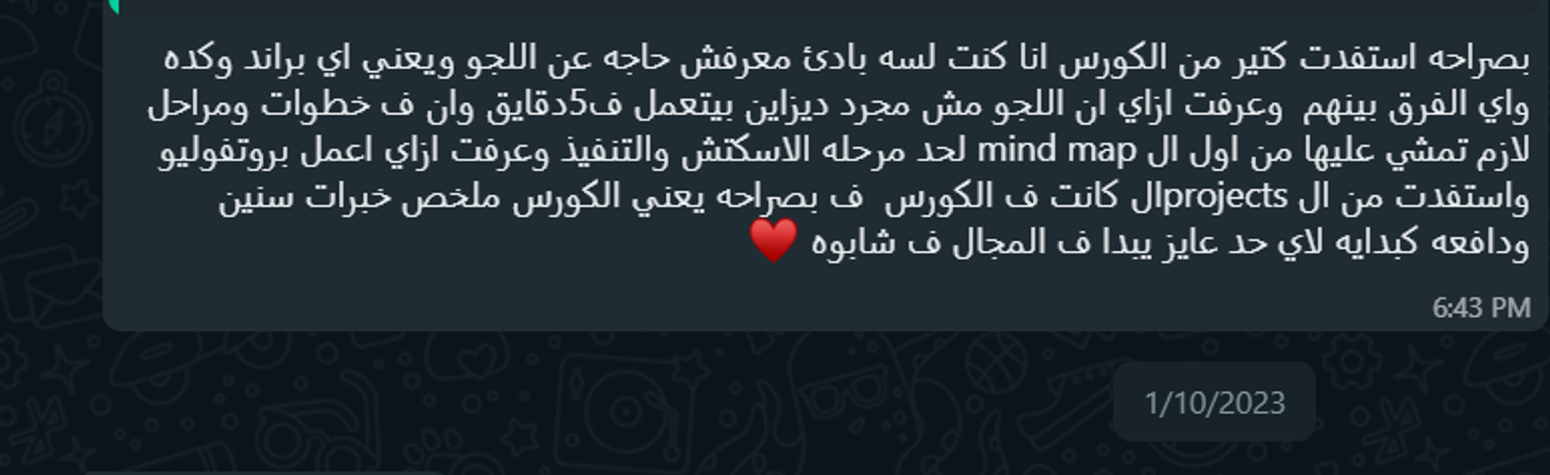 بصراحه استفدت كتير من الكورس انا كنت لسه بادئ معرفش حاجه عن اللجو ويعني اي براند وكده
واي الفرق بينهم  وعرفت ازاي ان اللجو مش مجرد ديزاين بيتعمل ف5دقايق وان ف خطوات ومراحل
لازم تمشي عليها من اول ال mind map لحد مرحله الاسكتش والتنفيذ وعرفت ازاي اعمل بروتفوليو
واستفدت من ال projectsال كانت ف الكورس  ف بصراحه يعني الكورس ملخص خبرات سنين
ودافعه كبدايه لاي حد عايز يبدا ف المجال ف شابوه ♥️
6:43 PM
1/10/2023